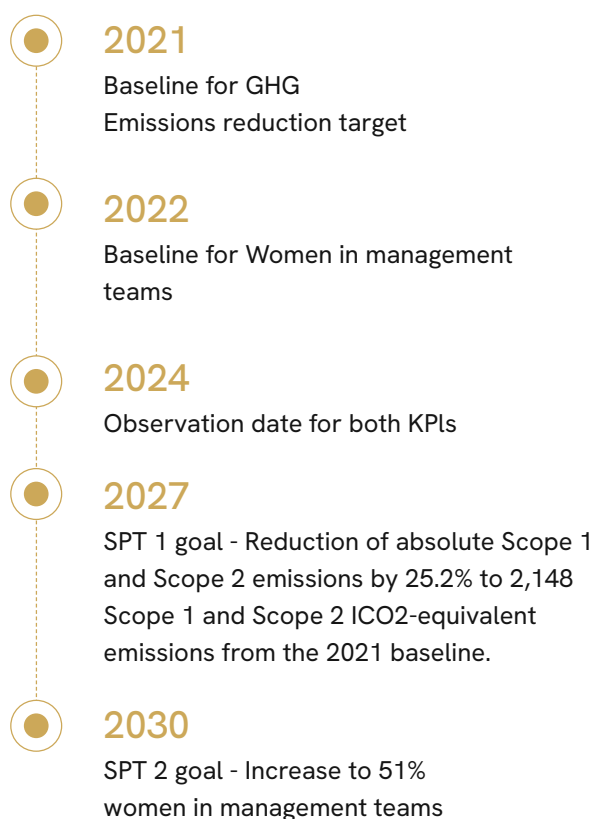 2021
Baseline for GHG
Emissions reduction target
2022
Baseline for Women in management
teams
2024
Observation date for both KPls
2027
SPT 1 goal - Reduction of absolute Scope 1
and Scope 2 emissions by 25.2% to 2,148
Scope 1 and Scope 2 ICO2-equivalent
emissions from the 2021 baseline.
2030
SPT 2 goal - Increase to 51%
women in management teams